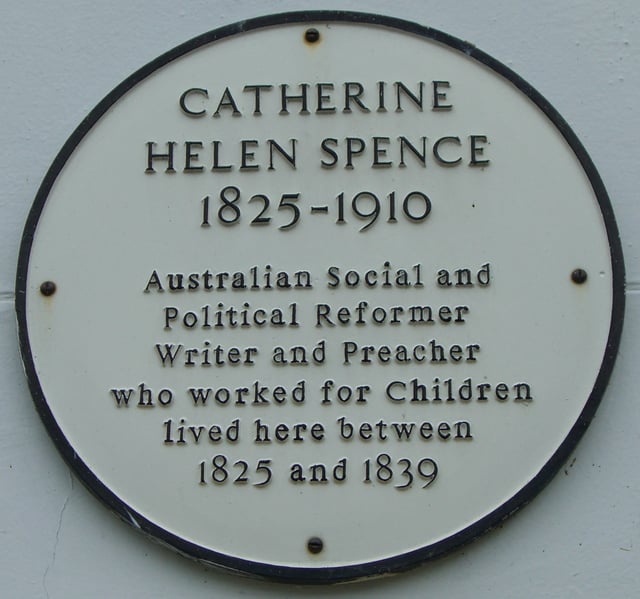 CATHERINE
HELEN SPENCE
1825-1910
Australian Social and
Political Reformer
Writer and Preacher
who worked for Children
lived here between
1825 and 1839